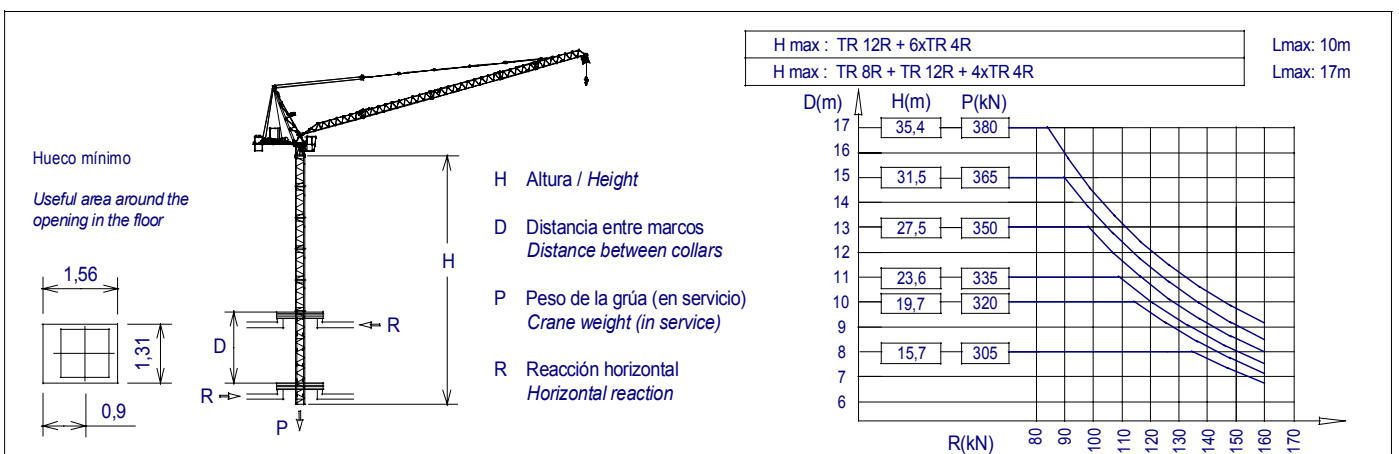 H max : TR 12R + 6xTR 4R Lmax: 10m
H max : TR 8R + TR 12R + 4xTR 4R Lmax: 17m
Hueco mínimo
Useful area around the
opening in the floor
1,56
1,31
0,9
H
D
R
R
P
H Altura / Height
D Distancia entre marcos
Distance between collars
P Peso de la grúa (en servicio)
Crane weight (in service)
R Reacción horizontal
Horizontal reaction
D(m) H(m) P(kN)
17 35,4 380
16
15 31,5 365
14
13 27,5 350
12
11 23,6 335
10 19,7 320
9
8 15,7 305
7
6
R(kN) 80 90 100 110 120 130 140 150 160 170